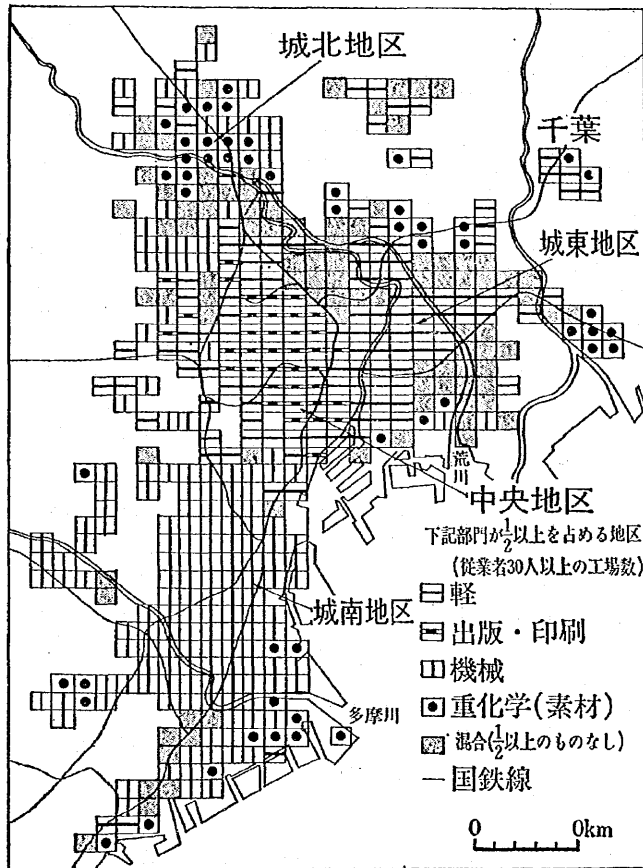 城北地区
千葉
城東地区
荒川
中央地区
下記部門が1/2以上を占める地区
(従業者30人以上の工場数)
城南地区
軽
出版・印刷
機械
重化学(素材)
混合(1/2以上のものなし)
国鉄線
多摩川
0 0km